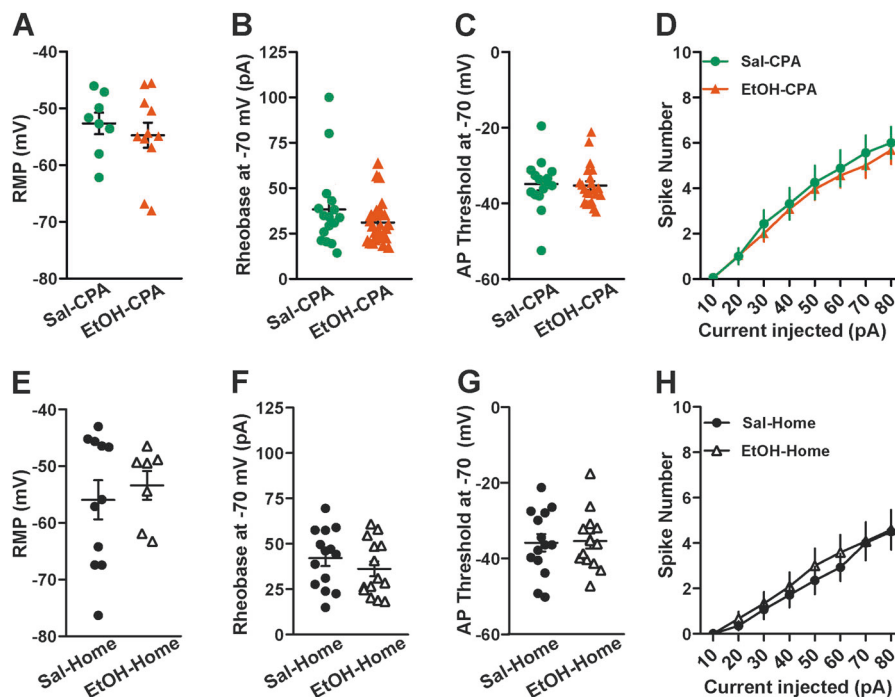 A
B
C
D
RMP (mV)
-40
-50
-60
-70
-80
Sal-CPA
EtOH-CPA
Rheobase at -70 mV (pA)
125
100
75
50
25
0
Sal-CPA
EtOH-CPA
AP Threshold at -70 (mV)
0
-20
-40
-60
Sal-CPA
EtOH-CPA
Spike Number
10
8
6
4
2
0
Sal-CPA
EtOH-CPA
10 20 30 40 50 60 70 80
Current injected (pA)
E
F
G
H
RMP (mV)
-40
-50
-60
-70
-80
Sal-Home
EtOH-Home
Rheobase at -70 mV (pA)
125
100
75
50
25
0
Sal-Home
EtOH-Home
AP Threshold at -70 (mV)
0
-20
-40
-60
Sal-Home
EtOH-Home
Spike Number
10
8
6
4
2
0
Sal-Home
EtOH-Home
10 20 30 40 50 60 70 80
Current injected (pA)